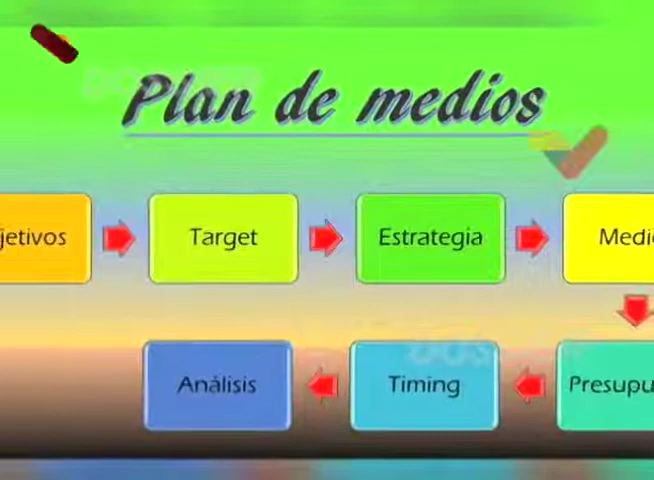 Plan de medios
jetivos Target Estrategia Medi
Análisis Timing Presupu